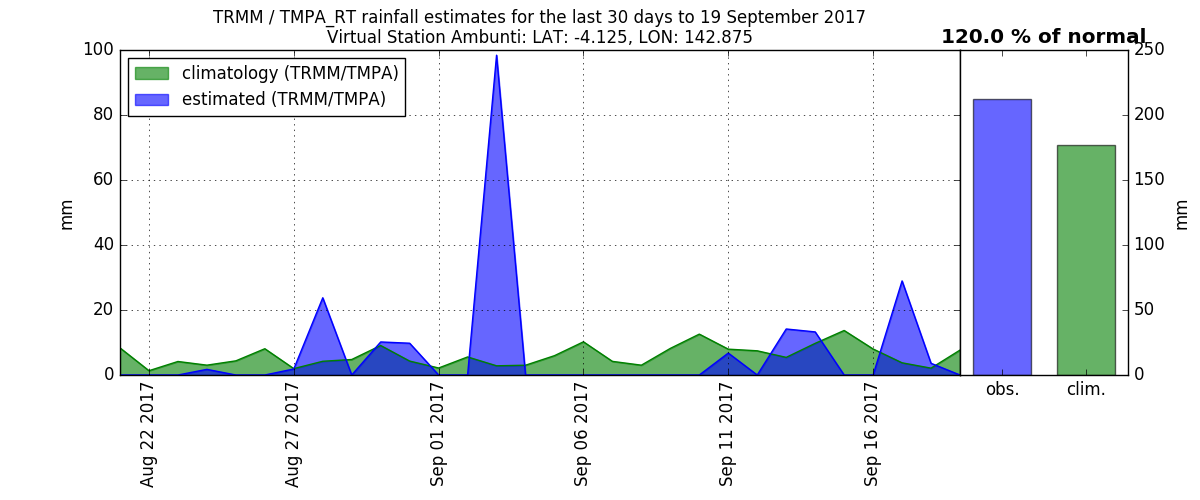 TRMM / TMPA_RT rainfall estimates for the last 30 days to 19 September 2017
Virtual Station Ambunti: LAT: -4.125, LON: 142.875
120.0 % of normal
climatology (TRMM/TMPA)
estimated (TRMM/TMPA)
100
80
60
40
20
0
mm
250
200
150
100
50
0
mm
Aug 22 2017
Aug 27 2017
Sep 01 2017
Sep 06 2017
Sep 11 2017
Sep 16 2017
obs.
clim.